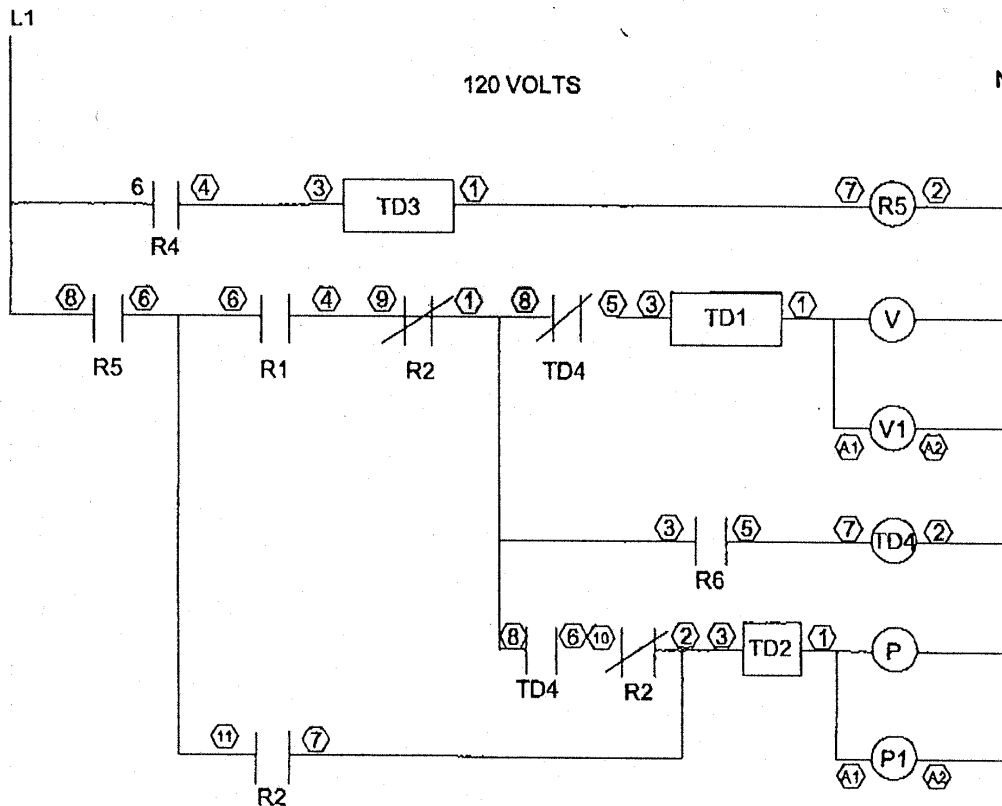 L1
120 VOLTS
N
6 4 3 TD3 1 7 R5 2
R4
8 6 6 4 9 1 8 5 3 TD1 1 V
R5 R1 R2 TD4
V1
A1 A2
3 5 7 TD4 2
R6
8 6 10 2 3 TD2 1 P
TD4 R2
11 7 P1
R2 A1 A2